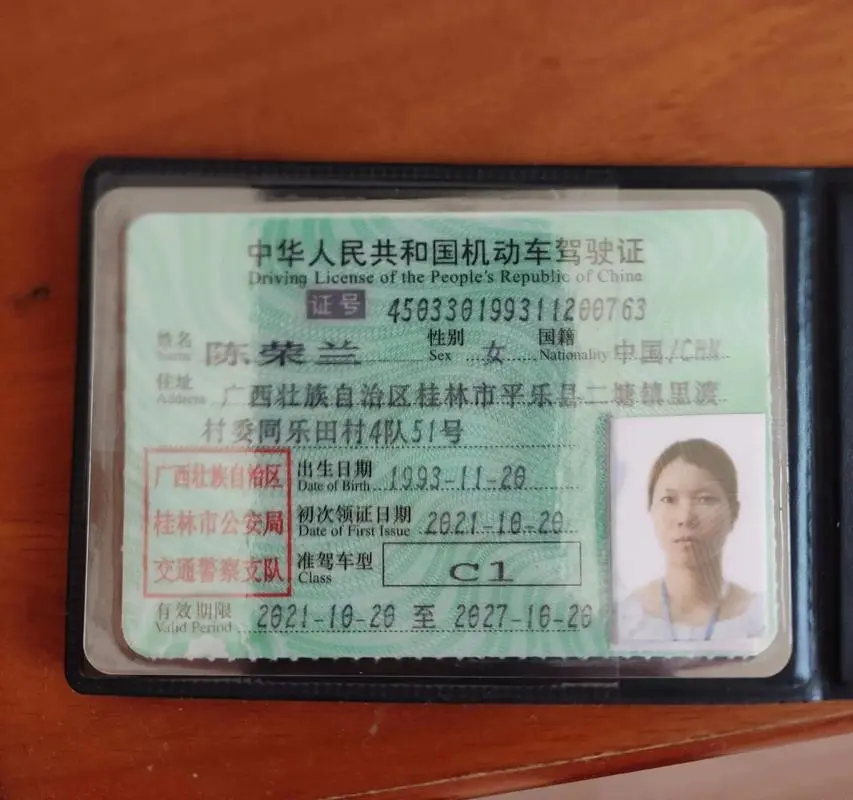 中华人民共和国机动车驾驶证
Driving License of the People's Republic of China
证号 450330199311200763
姓名 Name 陈荣兰 性别 Sex 女 国籍 Nationality 中国/CHN
住址 Address 广西壮族自治区桂林市平乐县二塘镇里渡
村委同乐田村4队51号
广西壮族自治区
桂林市公安局
交通警察支队
出生日期 Date of Birth 1993-11-20
初次领证日期 Date of First Issue 2021-10-20
准驾车型 Class C1
有效期限 Valid Period 2021-10-20 至 2027-10-20